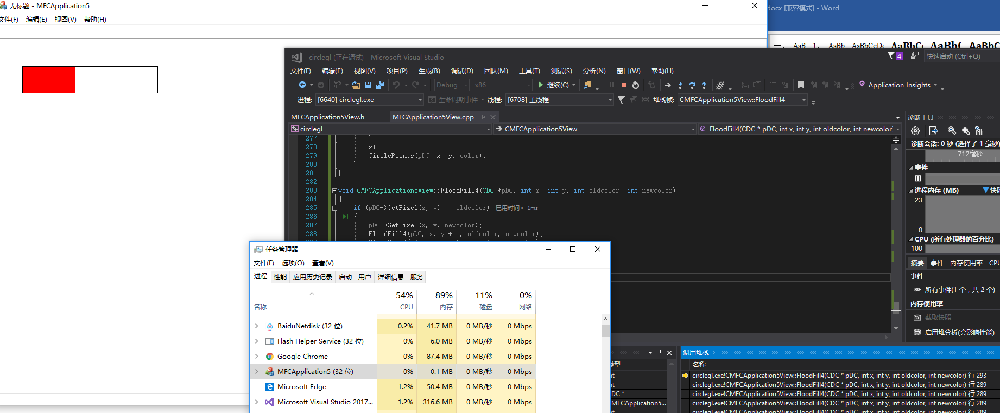 无标题 - MFCApplication5
文件(F) 编辑(E) 视图(V) 帮助(H)
docx [兼容模式] - Word
AaB 1、 AaBb AaBbCcDc AaBbCc AaBbC AaBbCc
circlegl (正在调试) - Microsoft Visual Studio
4
快速启动 (Ctrl+Q)
文件(F) 编辑(E) 视图(V) 项目(P) 生成(B) 调试(D) 团队(M) 工具(T) 测试(S) 分析(N) 窗口(W) 帮助(H)
Debug x86 继续(C) Application Insights
进程: [6640] circlegl.exe 生命周期事件 线程: [6708] 主线程 堆栈帧: CMFCApplication5View::FloodFill4
MFCApplication5View.h MFCApplication5View.cpp
circlegl CMFCApplication5View FloodFill4(CDC * pDC, int x, int y, int oldcolor, int newcolor)
277 }
278 x++;
279 CirclePoints(pDC, x, y, color);
280 }
281 }
282
283 void CMFCApplication5View::FloodFill4(CDC *pDC, int x, int y, int oldcolor, int newcolor)
284 {
285 if (pDC->GetPixel(x, y) == oldcolor) 已用时间<=1ms
286 {
287 pDC->SetPixel(x, y, newcolor);
288 FloodFill4(pDC, x, y + 1, oldcolor, newcolor);
诊断工具
诊断会话: 0 秒 (选择了 1 毫秒)
712毫秒
事件
进程内存 (MB) 快照
23
0
CPU (所有处理器的百分比)
100
摘要 事件 内存使用率 CPU
事件
所有事件(1 个，共 2 个)
内存使用率
截取快照
启用堆分析(会影响性能)
任务管理器
文件(F) 选项(O) 查看(V)
进程 性能 应用历史记录 启动 用户 详细信息 服务
54% 89% 11% 0%
名称 CPU 内存 磁盘 网络
BaiduNetdisk (32 位) 0.2% 41.7 MB 0 MB/秒 0 Mbps
Flash Helper Service (32 位) 0% 6.0 MB 0 MB/秒 0 Mbps
Google Chrome 0% 87.4 MB 0 MB/秒 0 Mbps
MFCApplication5 (32 位) 0% 0.1 MB 0 MB/秒 0 Mbps
Microsoft Edge 1.2% 50.4 MB 0 MB/秒 0 Mbps
Microsoft Visual Studio 2017... 1.2% 316.6 MB 0 MB/秒 0 Mbps
类型
nt
nt
DC *
MFCApplication5...
nt
调用堆栈
名称
circlegl.exe!CMFCApplication5View::FloodFill4(CDC * pDC, int x, int y, int oldcolor, int newcolor) 行 293
circlegl.exe!CMFCApplication5View::FloodFill4(CDC * pDC, int x, int y, int oldcolor, int newcolor) 行 289
circlegl.exe!CMFCApplication5View::FloodFill4(CDC * pDC, int x, int y, int oldcolor, int newcolor) 行 289
circlegl.exe!CMFCApplication5View::FloodFill4(CDC * pDC, int x, int y, int oldcolor, int newcolor) 行 289
circlegl.exe!CMFCApplication5View::FloodFill4(CDC * pDC, int x, int y, int oldcolor, int newcolor) 行 289